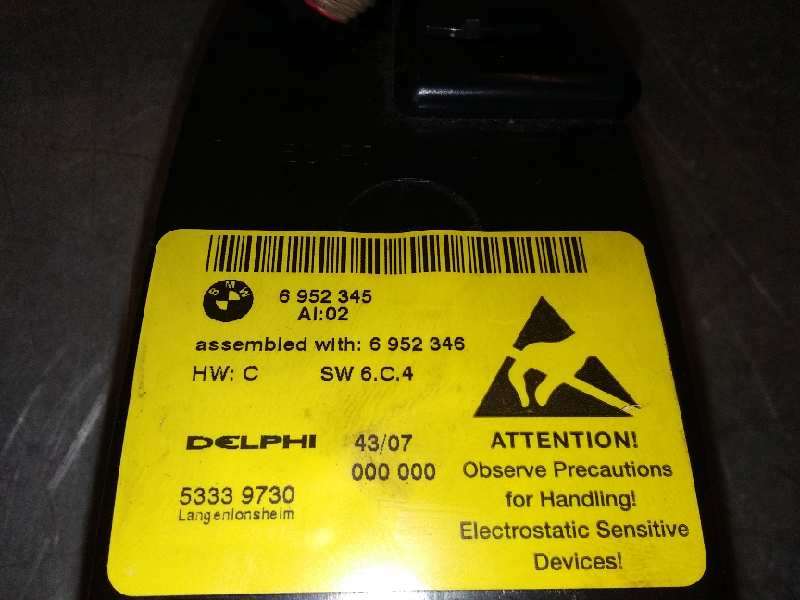 BMW
6 952 345
AI:02
assembled with: 6 952 346
HW: C SW 6.C.4
DELPHI 43/07
000 000
5333 9730
Langenlonsheim
ATTENTION!
Observe Precautions
for Handling!
Electrostatic Sensitive
Devices!